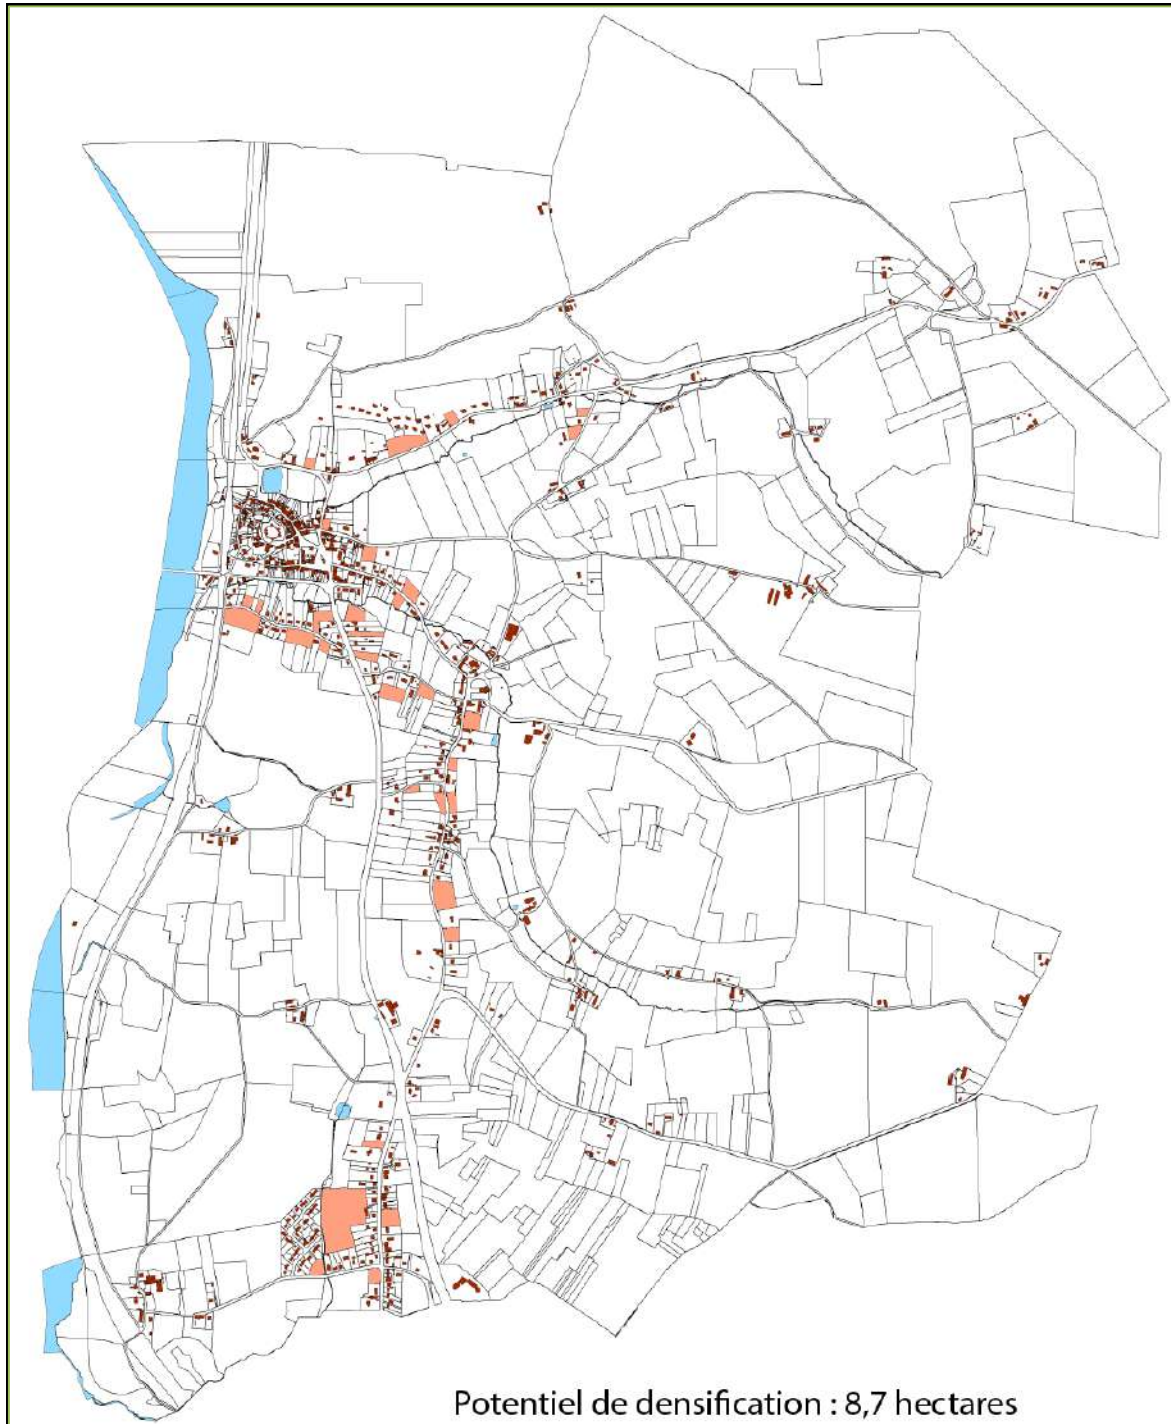 Potentiel de densification : 8,7 hectares